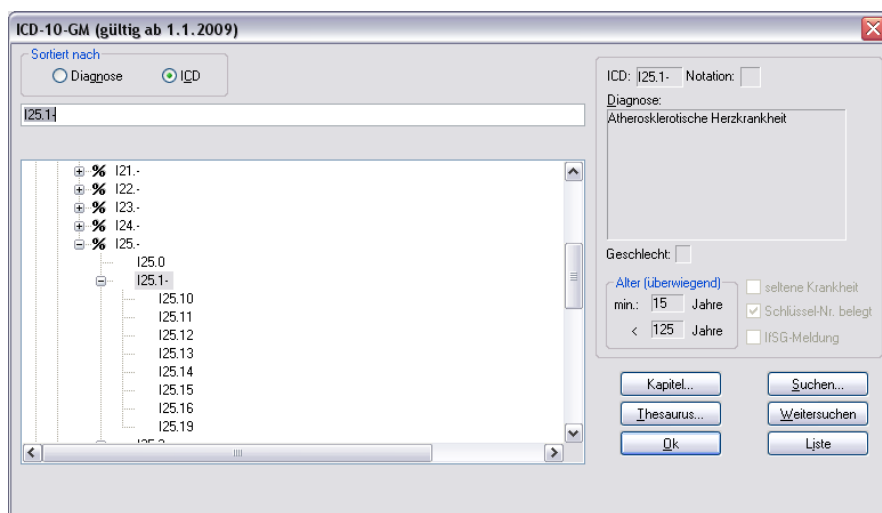 ICD-10-GM (gültig ab 1.1.2009)
Sortiert nach
Diagnose ICD
I25.1-
% I21.-
% I22.-
% I23.-
% I24.-
% I25.-
I25.0
I25.1-
I25.10
I25.11
I25.12
I25.13
I25.14
I25.15
I25.16
I25.19
ICD: I25.1- Notation:
Diagnose:
Atherosklerotische Herzkrankheit
Geschlecht:
Alter (überwiegend)
min.: 15 Jahre
< 125 Jahre
seltene Krankheit
Schlüssel-Nr. belegt
IfSG-Meldung
Kapitel... Suchen...
Thesaurus... Weitersuchen
Ok Liste